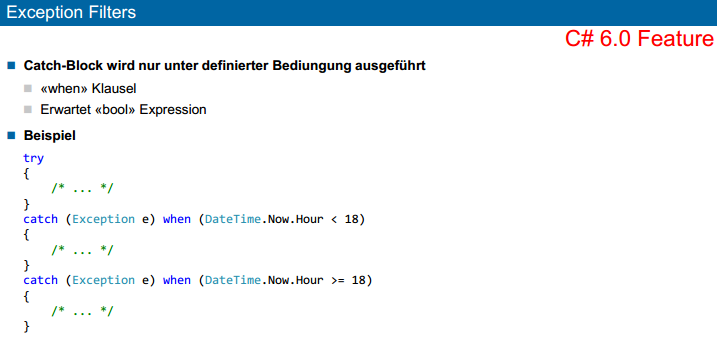 Exception Filters
C# 6.0 Feature
Catch-Block wird nur unter definierter Bediungung ausgeführt
«when» Klausel
Erwartet «bool» Expression
Beispiel
try
{
/* ... */
}
catch (Exception e) when (DateTime.Now.Hour < 18)
{
/* ... */
}
catch (Exception e) when (DateTime.Now.Hour >= 18)
{
/* ... */
}